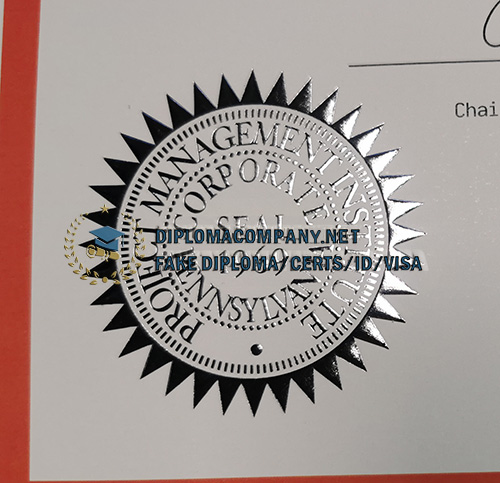 Chai
PROJECT MANAGEMENT INSTITUTE
CORPORATE
SEAL
PENNSYLVANIA
DIPLOMACOMPANY.NET
FAKE DIPLOMA/CERTS/ID/VISA